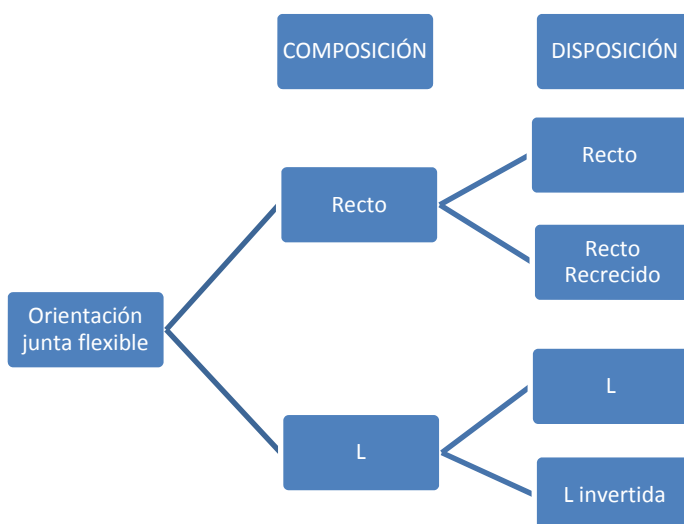 COMPOSICIÓN
DISPOSICIÓN
Recto
Recto
Recto
Recrecido
Orientación
junta flexible
L
L
L invertida